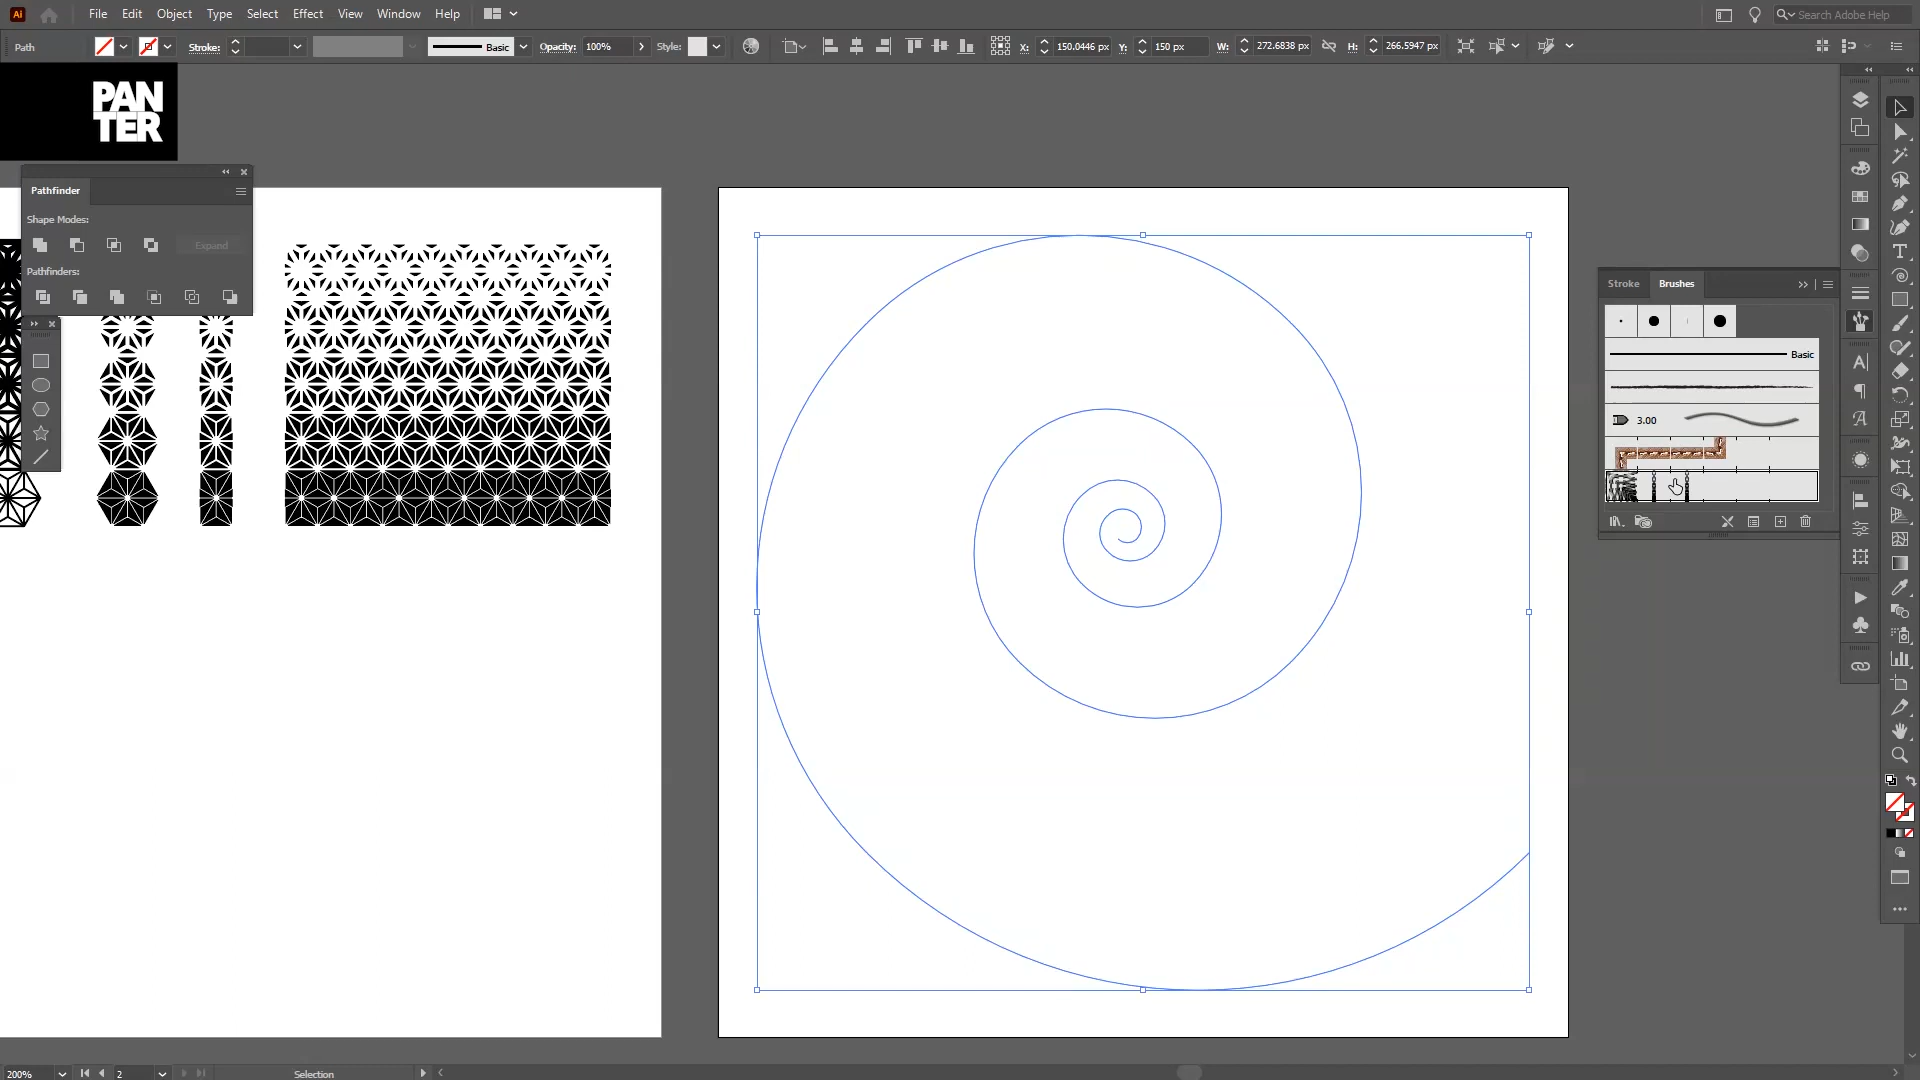 Ai File Edit Object Type Select Effect View Window Help Search Adobe Help
Path Stroke: Basic Opacity: 100% Style: X: 150.0446 px Y: 150 px W: 272.6838 px H: 266.5947 px
PAN
TER
Pathfinder
Shape Modes:
Expand
Pathfinders:
Stroke Brushes
Basic
3.00
200% 2 Selection